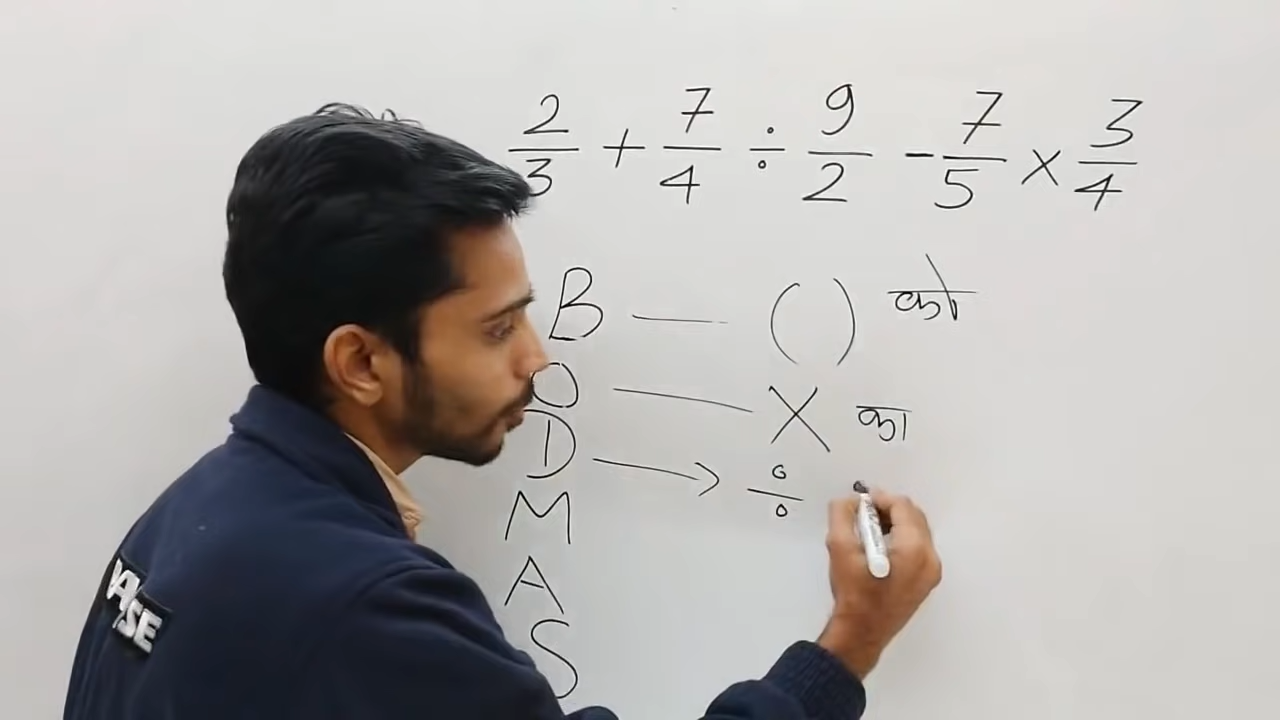 2/3 + 7/4 ÷ 9/2 - 7/5 × 3/4
B — ( ) को
O — × का
D → ÷
M
A
S